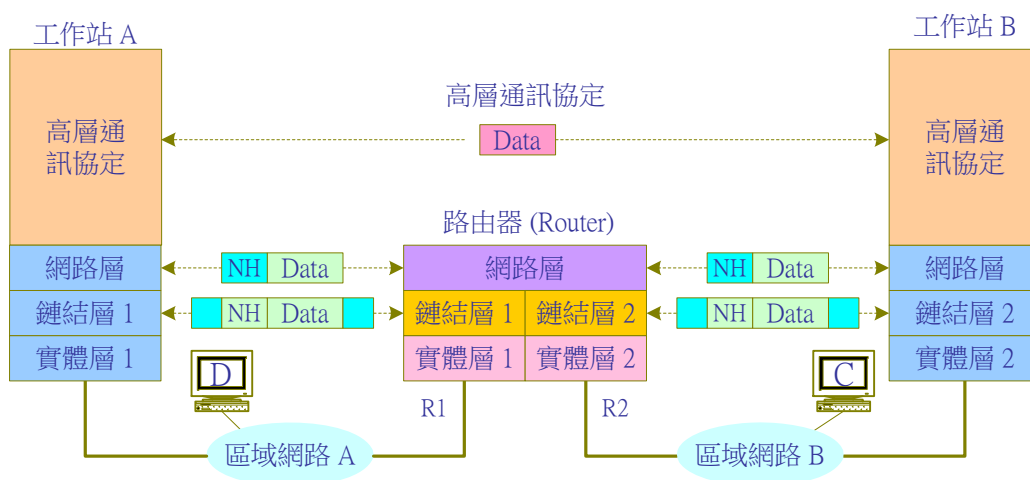 工作站 A
工作站 B
高層通訊協定
高層通
訊協定
Data
高層通
訊協定
路由器 (Router)
網路層
NH Data
網路層
NH Data
網路層
鏈結層 1
NH Data
鏈結層 1
鏈結層 2
NH Data
鏈結層 2
實體層 1
實體層 1
實體層 2
實體層 2
D
C
R1
R2
區域網路 A
區域網路 B